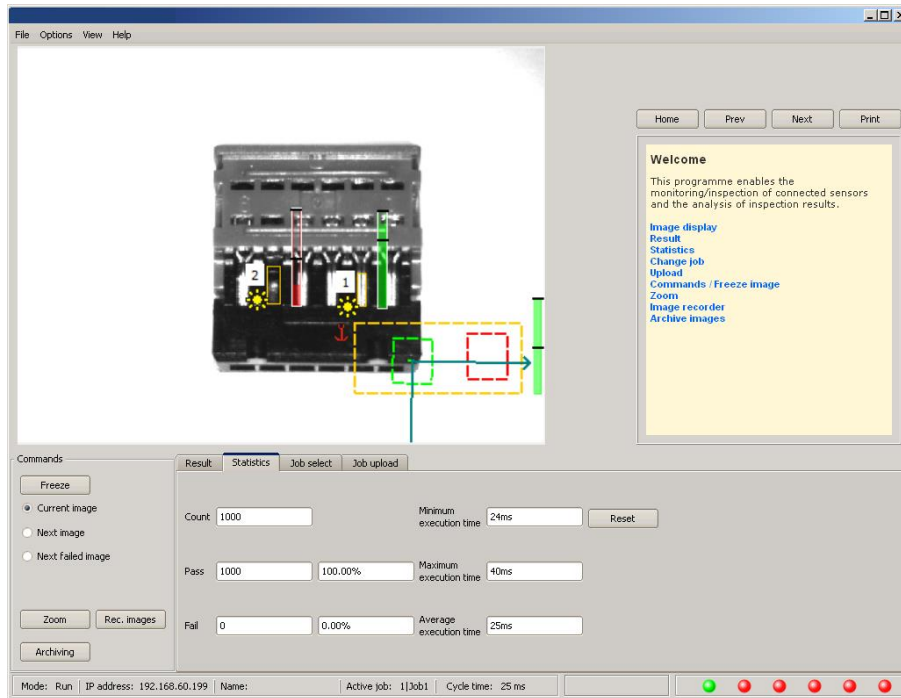 File Options View Help
Home Prev Next Print
Welcome
This programme enables the
monitoring/inspection of connected sensors
and the analysis of inspection results.
Image display
Result
Statistics
Change job
Upload
Commands / Freeze image
Zoom
Image recorder
Archive images
2
1
Commands
Freeze
Current image
Next image
Next failed image
Zoom Rec. images
Archiving
Result Statistics Job select Job upload
Count 1000
Minimum
execution time 24ms
Reset
Pass 1000 100.00%
Maximum
execution time 40ms
Fail 0 0.00%
Average
execution time 25ms
Mode: Run IP address: 192.168.60.199 Name: Active job: 1|Job1 Cycle time: 25 ms